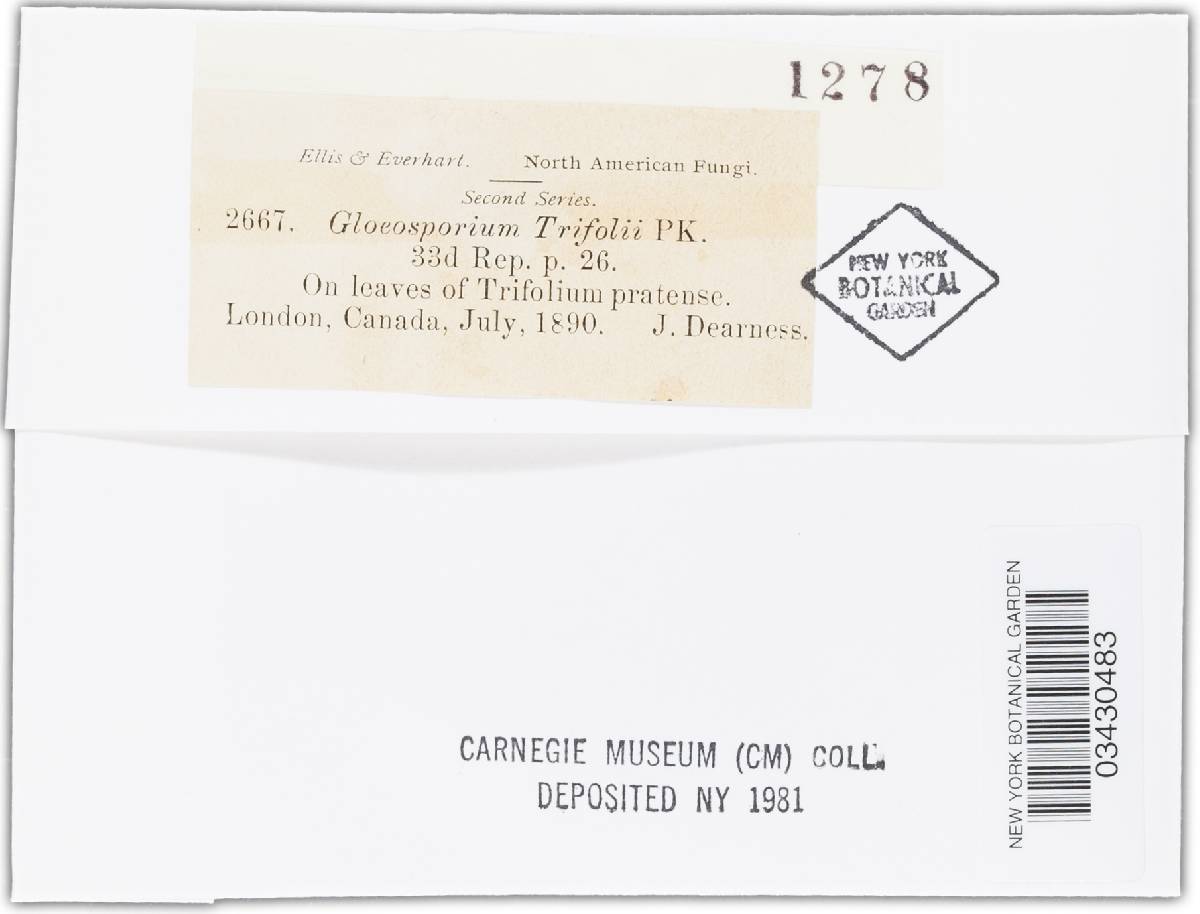 1278
Ellis & Everhart. North American Fungi.
Second Series.
2667. Gloeosporium Trifolii PK.
33d Rep. p. 26.
On leaves of Trifolium pratense.
London, Canada, July, 1890. J. Dearness.
NEW YORK
BOTANICAL
GARDEN
NEW YORK BOTANICAL GARDEN
03430483
CARNEGIE MUSEUM (CM) COLL.
DEPOSITED NY 1981